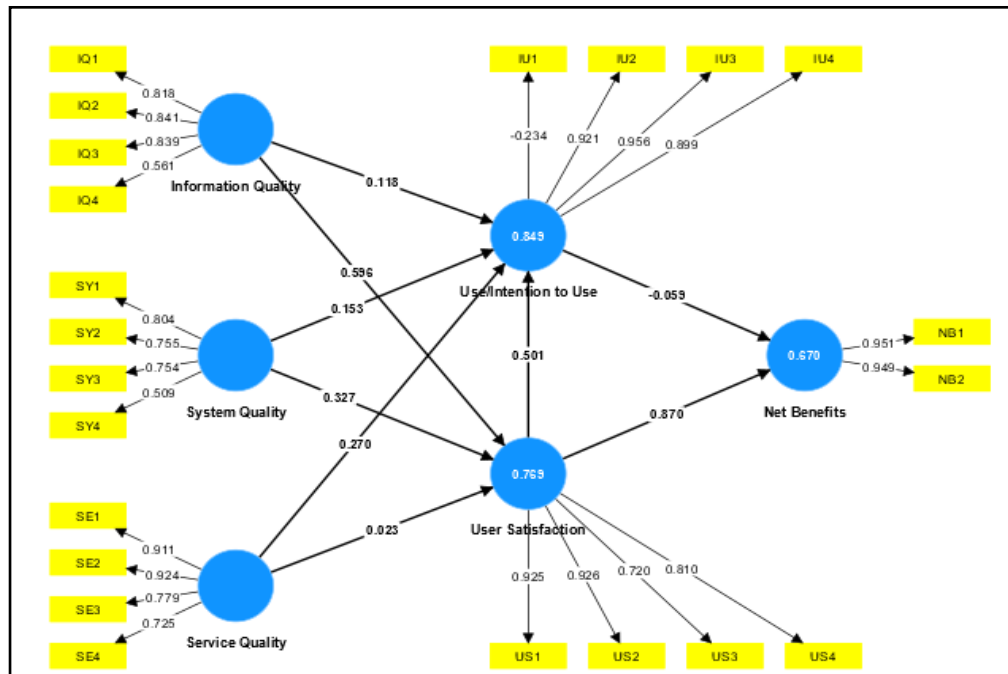 IQ1
IQ2
IQ3
IQ4
0.818
0.841
0.839
0.561
Information Quality
SY1
SY2
SY3
SY4
0.804
0.755
0.754
0.509
System Quality
SE1
SE2
SE3
SE4
0.911
0.924
0.779
0.725
Service Quality
0.118
0.596
0.153
0.327
0.270
0.023
IU1
IU2
IU3
IU4
-0.234
0.921
0.956
0.899
0.849
Use/Intention to Use
0.501
0.769
User Satisfaction
0.925
0.926
0.720
0.810
US1
US2
US3
US4
-0.059
0.870
0.670
Net Benefits
0.951
0.949
NB1
NB2